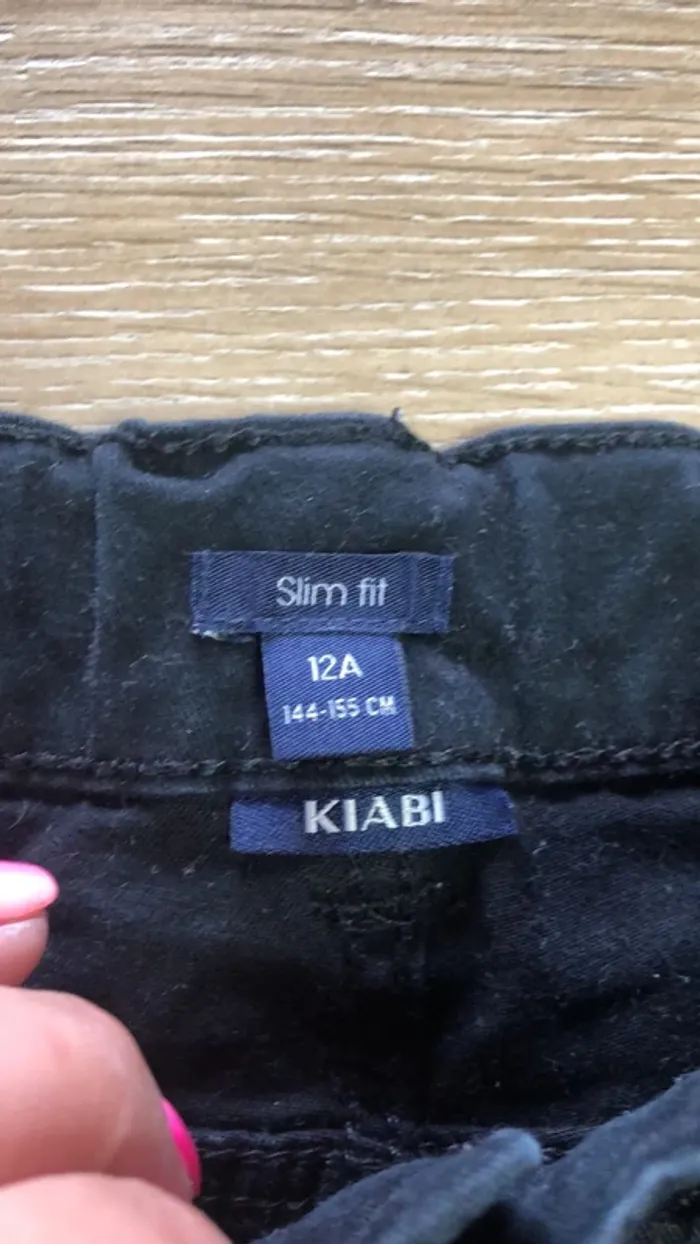 Slim fit
12A
144-155 CM
KIABI